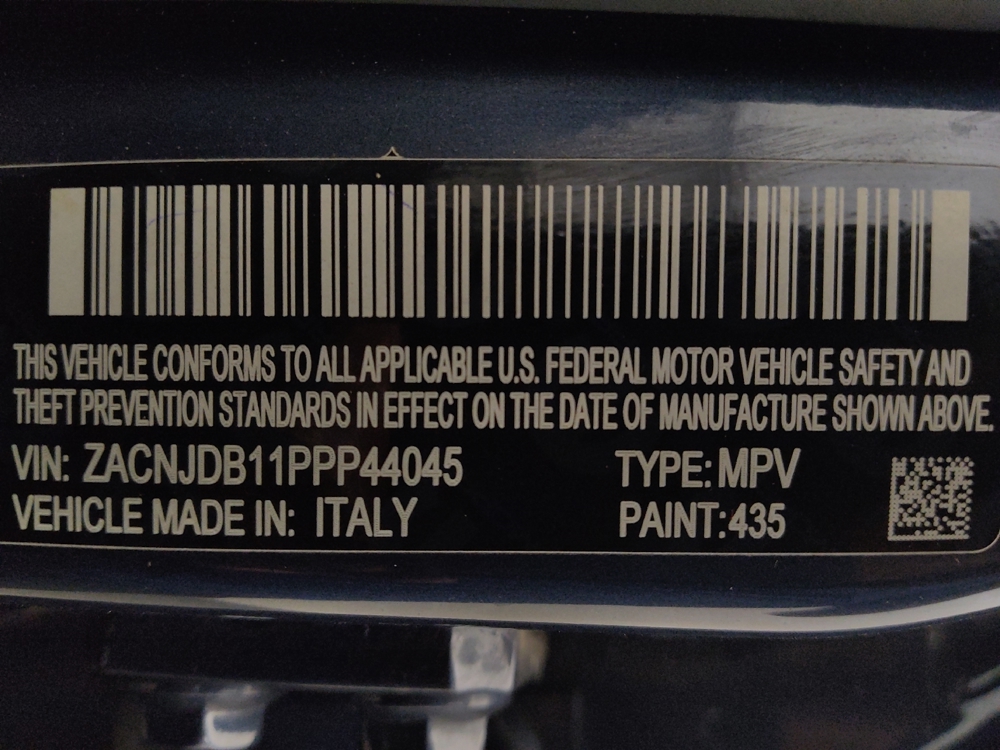 THIS VEHICLE CONFORMS TO ALL APPLICABLE U.S. FEDERAL MOTOR VEHICLE SAFETY AND
THEFT PREVENTION STANDARDS IN EFFECT ON THE DATE OF MANUFACTURE SHOWN ABOVE.
VIN: ZACNJDB11PPP44045 TYPE: MPV
VEHICLE MADE IN: ITALY PAINT:435